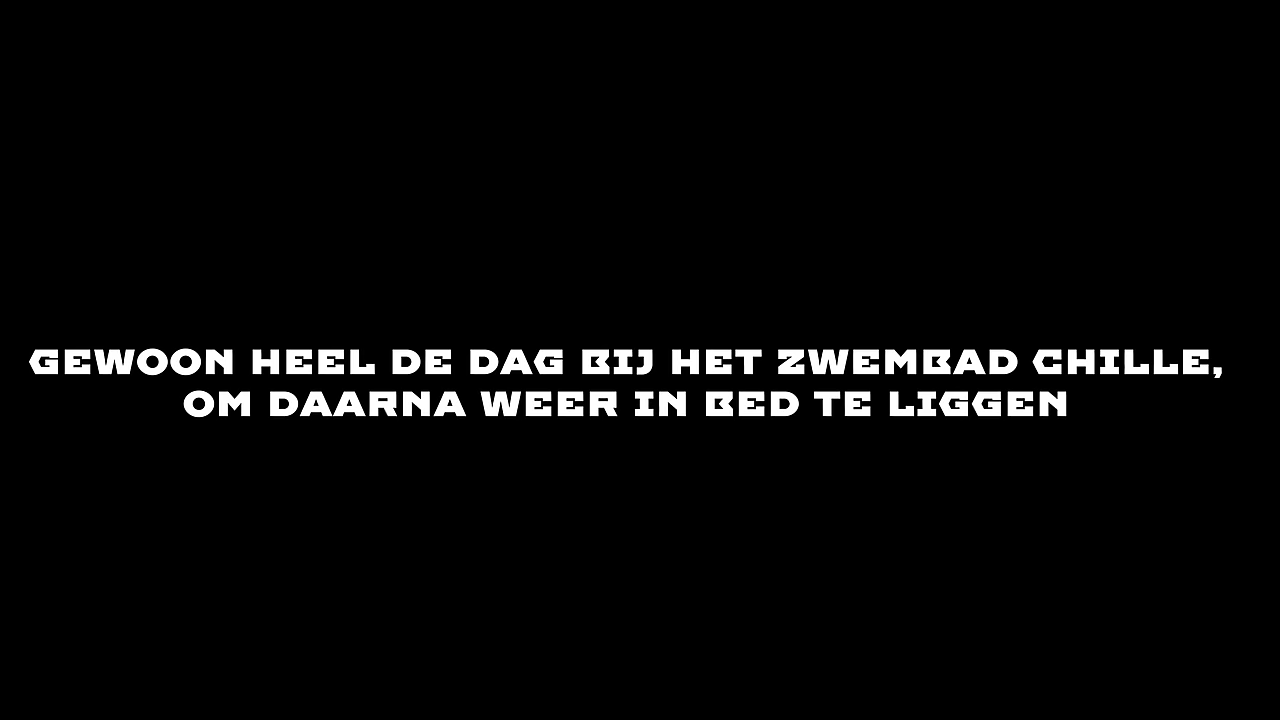 GEWOON HEEL DE DAG BIJ HET ZWEMBAD CHILLE,
OM DAARNA WEER IN BED TE LIGGEN